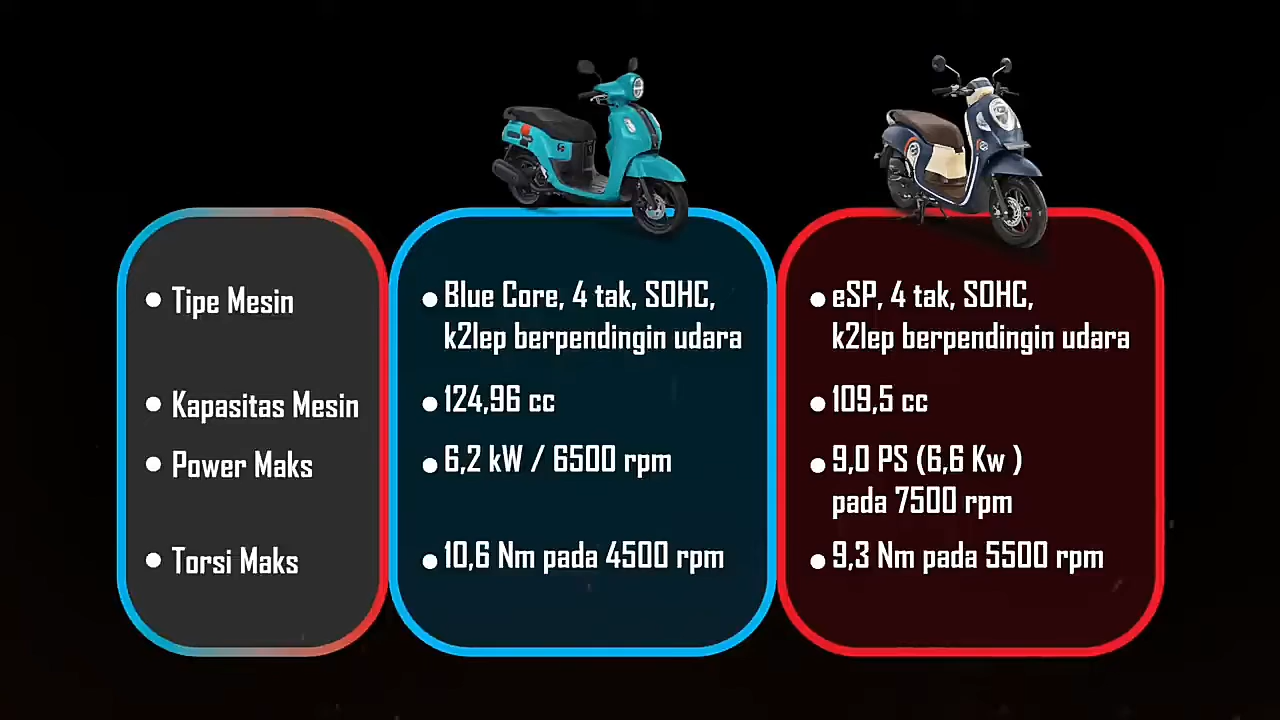 Tipe Mesin
Blue Core, 4 tak, SOHC,
k2lep berpendingin udara
eSP, 4 tak, SOHC,
k2lep berpendingin udara
Kapasitas Mesin
124,96 cc
109,5 cc
Power Maks
6,2 kW / 6500 rpm
9,0 PS (6,6 Kw )
pada 7500 rpm
Torsi Maks
10,6 Nm pada 4500 rpm
9,3 Nm pada 5500 rpm